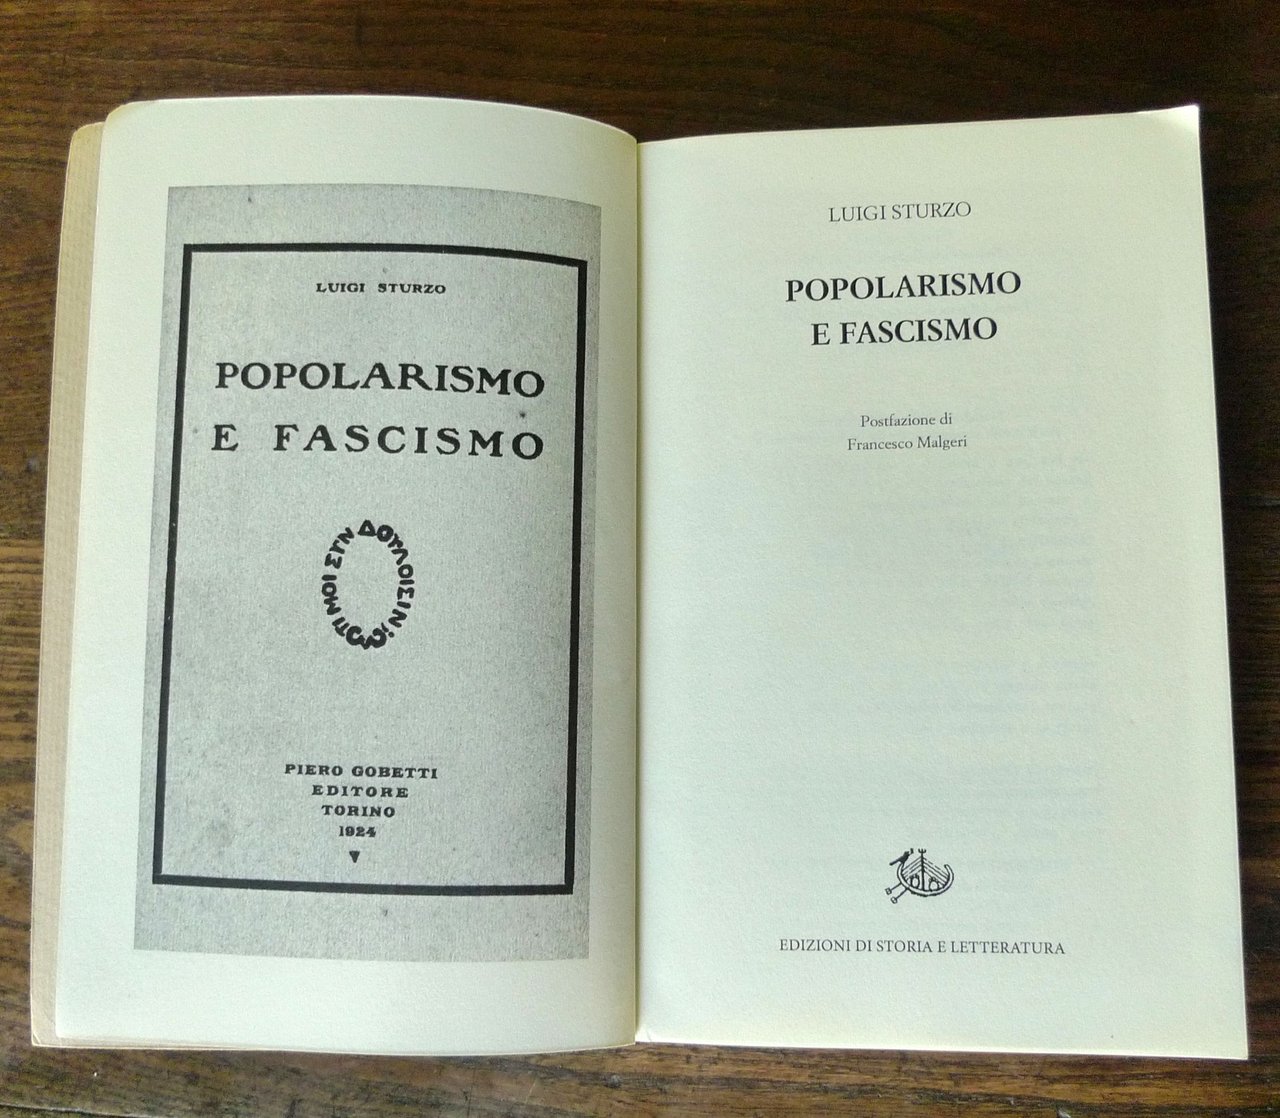 LUIGI STURZO
POPOLARISMO
E FASCISMO
ΤΙ ΜΟΙ ΣΥΝ ΔΟΥΛΟΙΣΙΝ;
PIERO GOBETTI
EDITORE
TORINO
1924
LUIGI STURZO
POPOLARISMO
E FASCISMO
Postfazione di
Francesco Malgeri
EDIZIONI DI STORIA E LETTERATURA